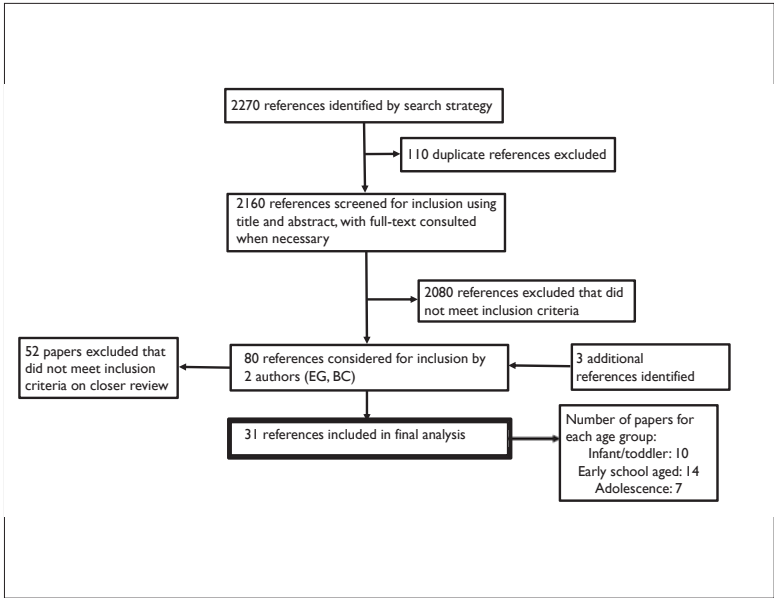 2270 references identified by search strategy
110 duplicate references excluded
2160 references screened for inclusion using
title and abstract, with full-text consulted
when necessary
2080 references excluded that did
not meet inclusion criteria
52 papers excluded that
did not meet inclusion
criteria on closer review
80 references considered for inclusion by
2 authors (EG, BC)
3 additional
references identified
31 references included in final analysis
Number of papers for
each age group:
Infant/toddler: 10
Early school aged: 14
Adolescence: 7